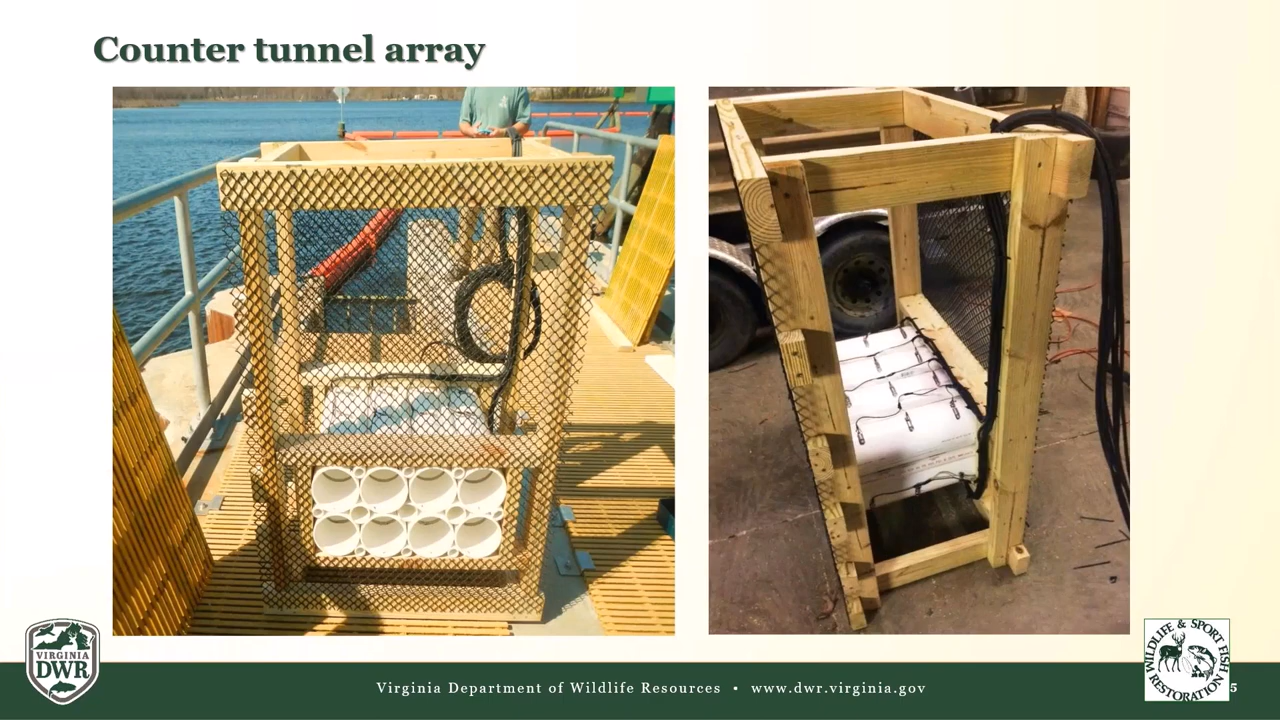 Counter tunnel array
VIRGINIA
DWR
Virginia Department of Wildlife Resources • www.dwr.virginia.gov
WILDLIFE & SPORT FISH
RESTORATION
5